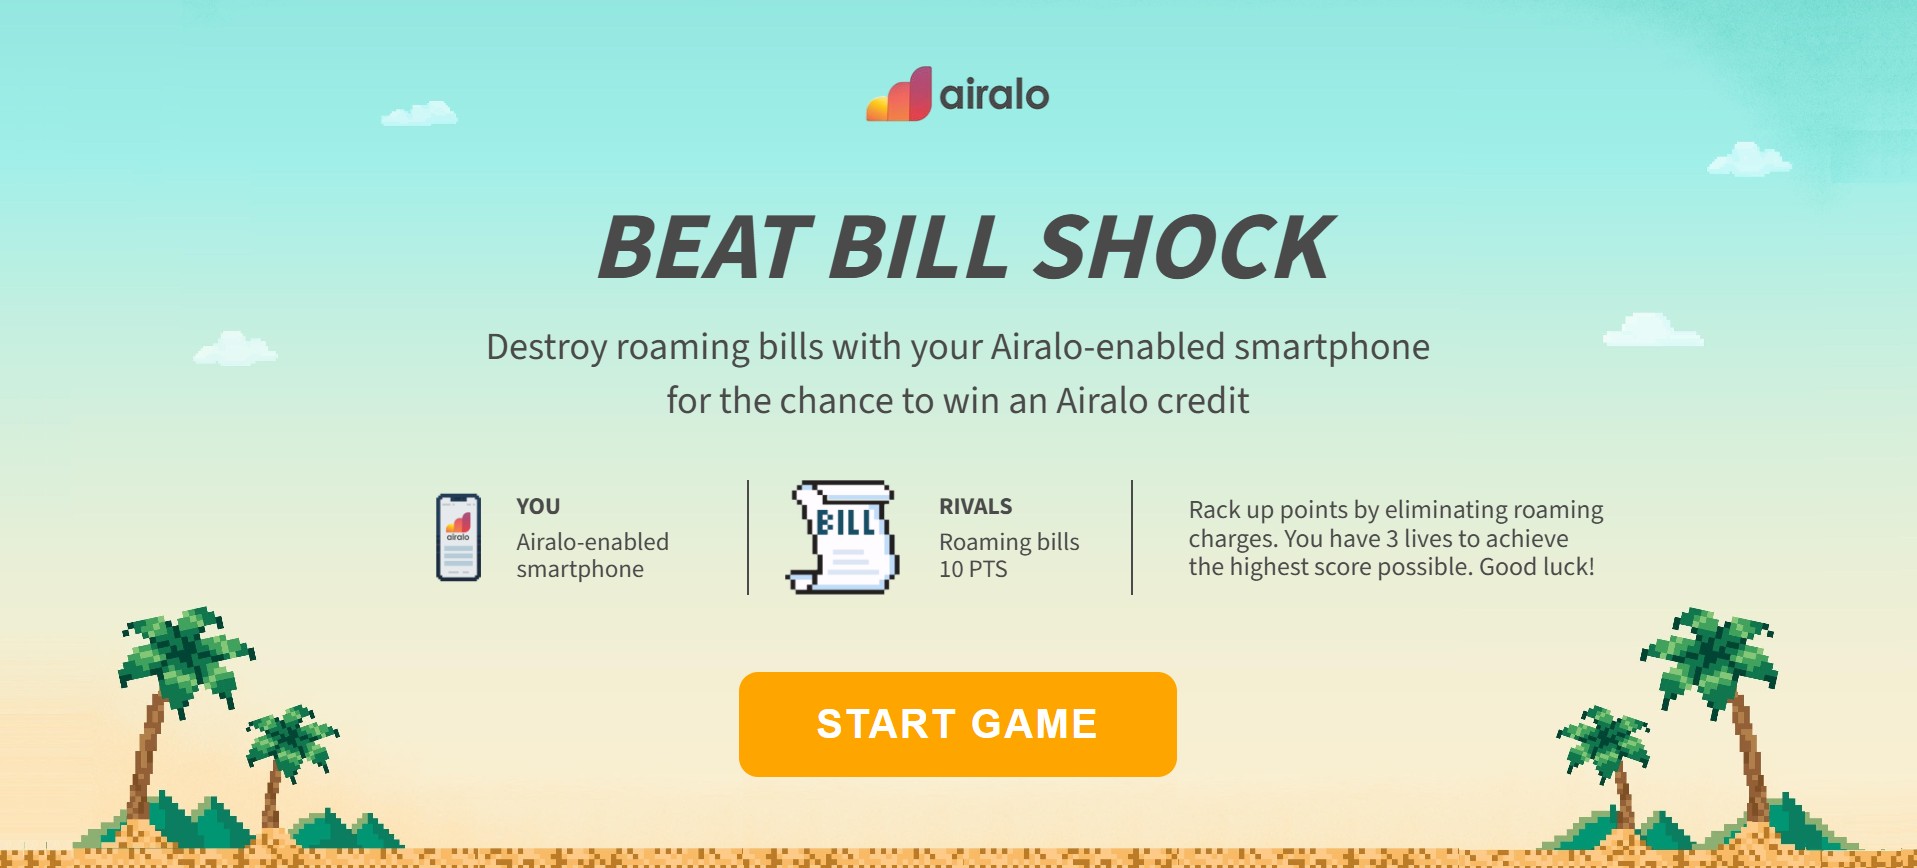 airalo
BEAT BILL SHOCK
Destroy roaming bills with your Airalo-enabled smartphone
for the chance to win an Airalo credit
airalo
YOU
Airalo-enabled
smartphone
BILL
RIVALS
Roaming bills
10 PTS
Rack up points by eliminating roaming
charges. You have 3 lives to achieve
the highest score possible. Good luck!
START GAME